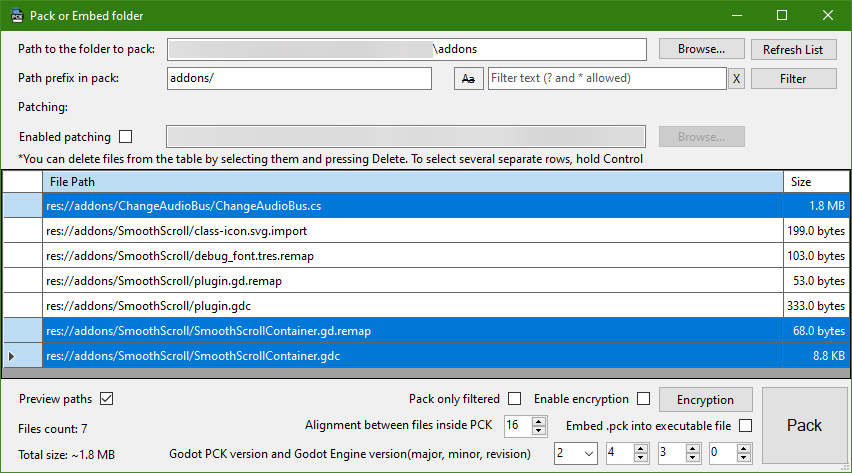 PCK
Pack or Embed folder
Path to the folder to pack: \addons Browse... Refresh List
Path prefix in pack: addons/ Aa Filter text (? and * allowed) X Filter
Patching:
Enabled patching Browse...
*You can delete files from the table by selecting them and pressing Delete. To select several separate rows, hold Control
File Path Size
res://addons/ChangeAudioBus/ChangeAudioBus.cs 1.8 MB
res://addons/SmoothScroll/class-icon.svg.import 199.0 bytes
res://addons/SmoothScroll/debug_font.tres.remap 103.0 bytes
res://addons/SmoothScroll/plugin.gd.remap 53.0 bytes
res://addons/SmoothScroll/plugin.gdc 333.0 bytes
res://addons/SmoothScroll/SmoothScrollContainer.gd.remap 68.0 bytes
res://addons/SmoothScroll/SmoothScrollContainer.gdc 8.8 KB
Preview paths Pack only filtered Enable encryption Encryption
Files count: 7 Alignment between files inside PCK 16 Embed .pck into executable file Pack
Total size: ~1.8 MB Godot PCK version and Godot Engine version(major, minor, revision) 2 4 3 0